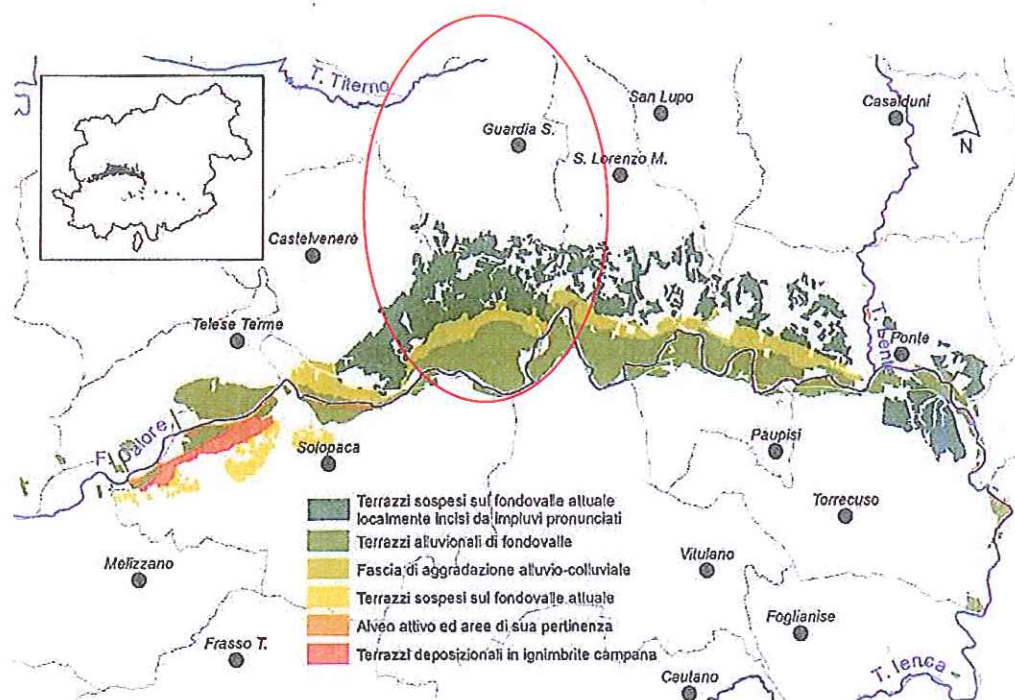 T. Titerno
San Lupo
Casalduni
Guardia S.
S. Lorenzo M.
N
Castelvenere
Telese Terme
T. Lente
Ponte
F. Calore
Solopaca
Paupisi
Terrazzi sospesi sul fondovalle attuale
localmente incisi da impluvi pronunciati
Terrazzi alluvionali di fondovalle
Fascia di aggradazione alluvio-colluviale
Terrazzi sospesi sul fondovalle attuale
Alveo attivo ed aree di sua pertinenza
Terrazzi deposizionali in ignimbrite campana
Torrecuso
Melizzano
Vitulano
Foglianise
Frasso T.
Cautano
T. Ienca